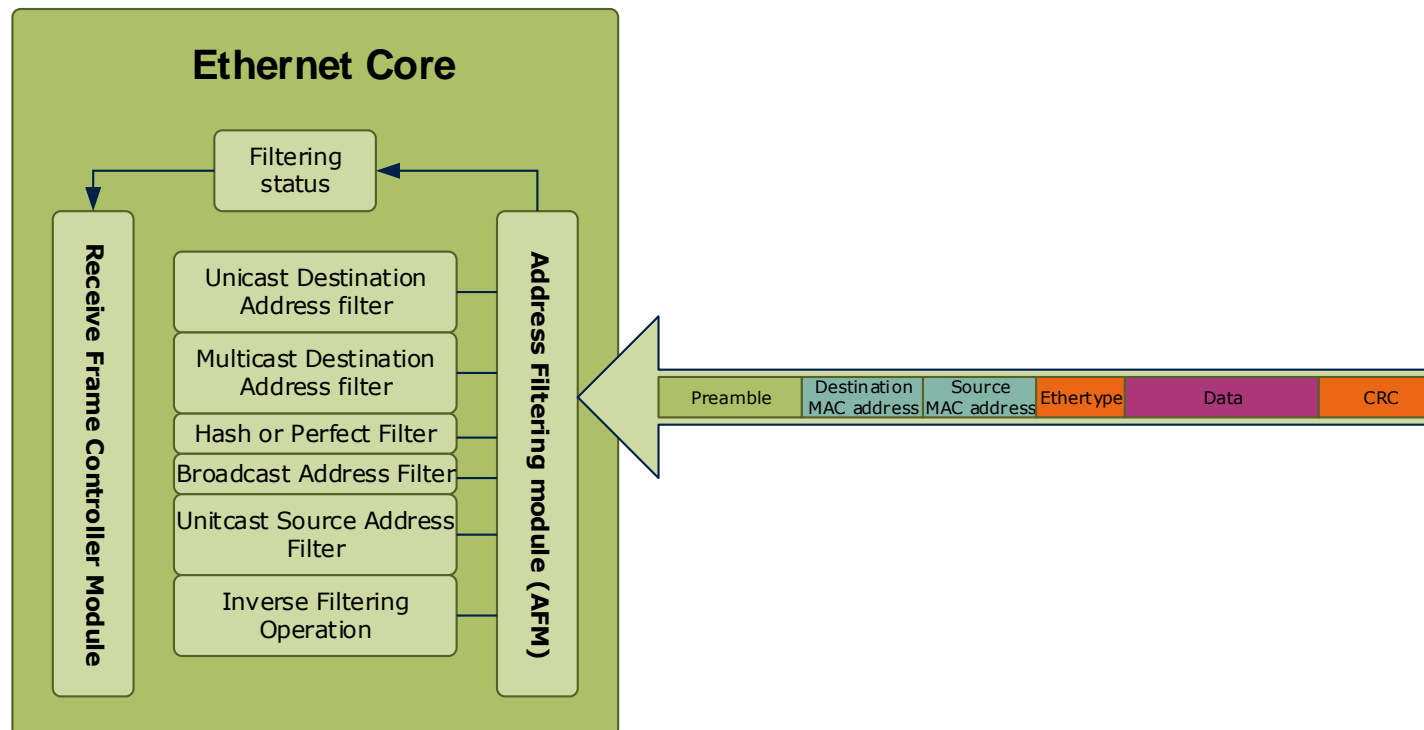 Ethernet Core
Filtering
status
Receive Frame Controller Module
Unicast Destination
Address filter
Multicast Destination
Address filter
Hash or Perfect Filter
Broadcast Address Filter
Unitcast Source Address
Filter
Inverse Filtering
Operation
Address Filtering module (AFM)
Preamble
Destination
MAC address
Source
MAC address
Ethertype
Data
CRC